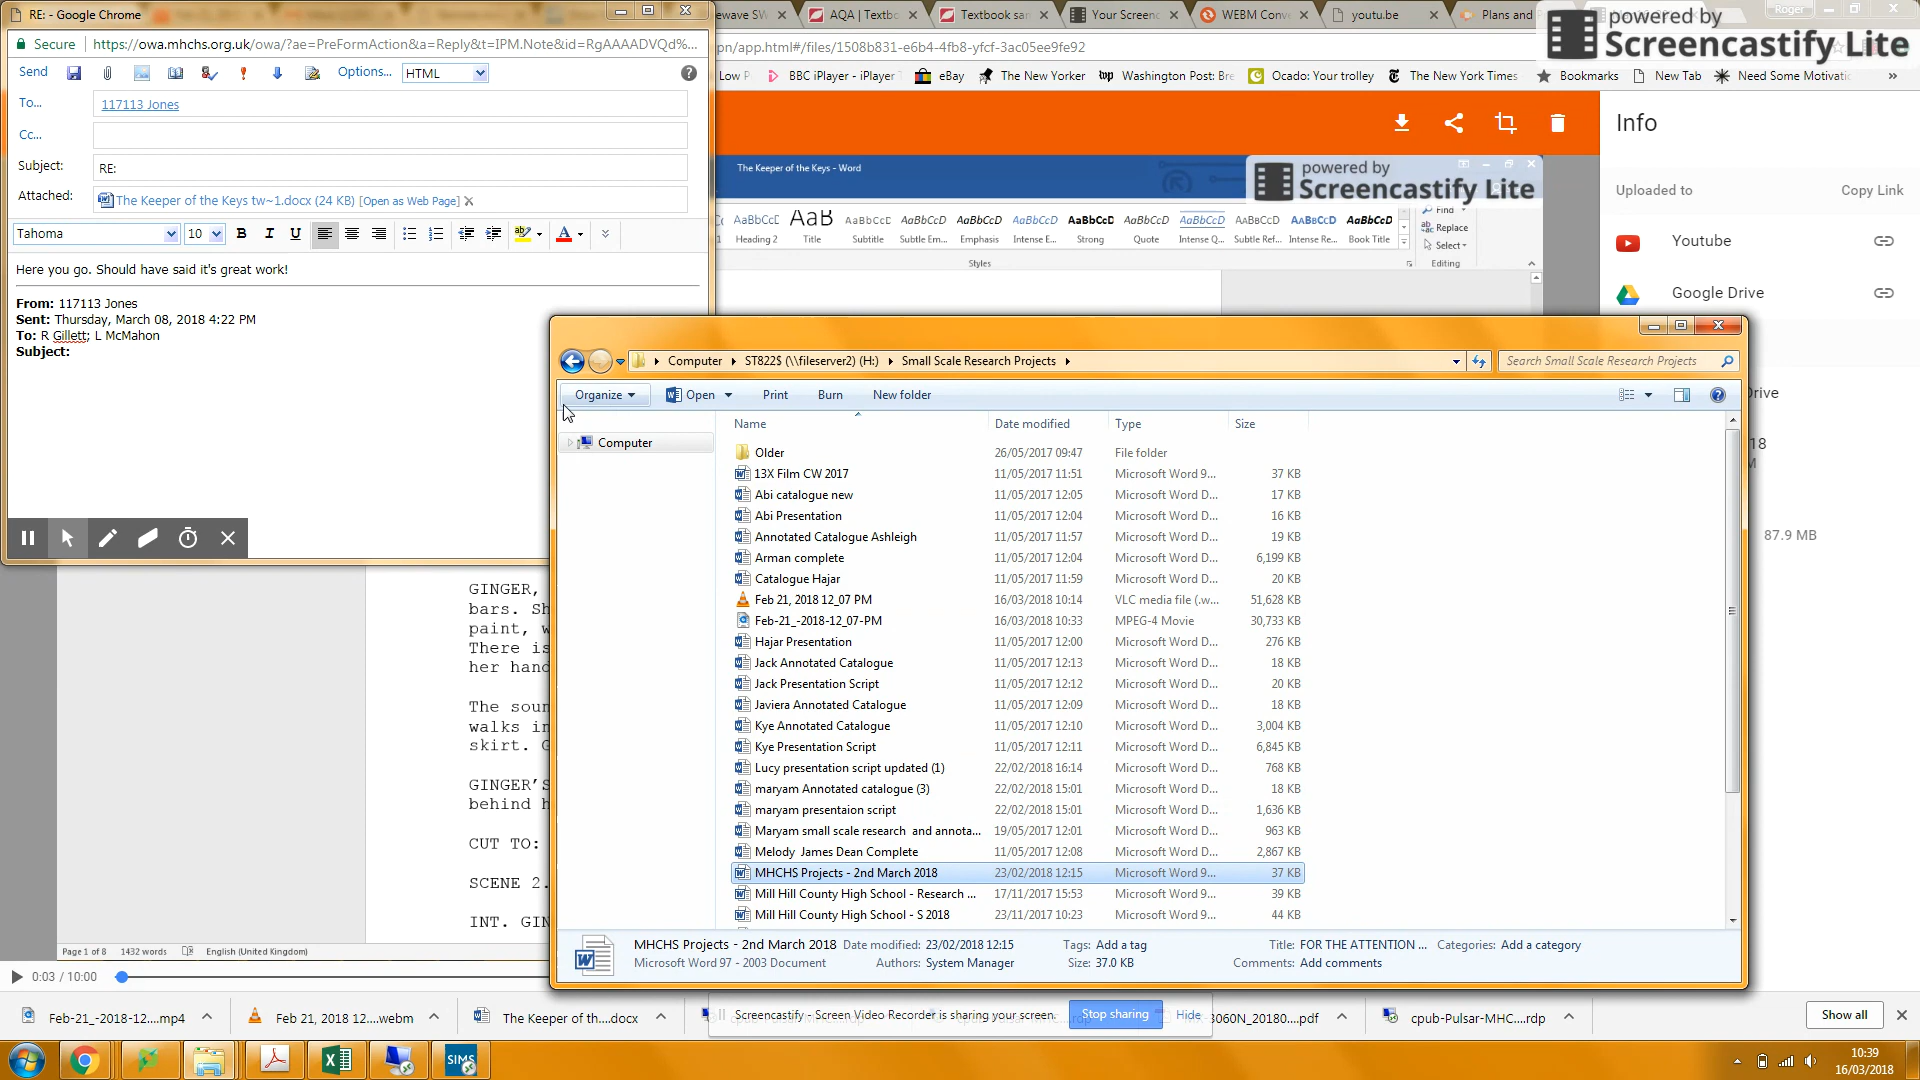 RE: - Google Chrome
Secure
https://owa.mhchs.org.uk/owa/?ae=PreFormAction&a=Reply&t=IPM.Note&id=RgAAAADVQd%...
Send
Options...
HTML
To...
117113 Jones
Cc...
Subject:
RE:
Attached:
The Keeper of the Keys tw~1.docx (24 KB) [Open as Web Page]
Tahoma
10
B I U
Here you go. Should have said it's great work!
From: 117113 Jones
Sent: Thursday, March 08, 2018 4:22 PM
To: R Gillett; L McMahon
Subject:
AQA | Textb
Textbook sam
Your Screen
WEBM Conv
youtu.be
Plans and
Roger
powered by
Screencastify Lite
pn/app.html#/files/1508b831-e6b4-4fb8-yfcf-3ac05ee9fe92
Low P
BBC iPlayer - iPlayer
eBay
The New Yorker
Washington Post: Bre
Ocado: Your trolley
The New York Times
Bookmarks
New Tab
Need Some Motivatio
Info
Uploaded to
Copy Link
Youtube
Google Drive
Drive
87.9 MB
The Keeper of the Keys - Word
powered by
Screencastify Lite
Heading 2
Title
Subtitle
Subtle Em...
Emphasis
Intense E...
Strong
Quote
Intense Q...
Subtle Ref...
Intense Re...
Book Title
Styles
Find
Replace
Select
Editing
Computer
ST822$ (\\fileserver2) (H:)
Small Scale Research Projects
Search Small Scale Research Projects
Organize
Open
Print
Burn
New folder
Computer
Name Date modified Type Size
Older 26/05/2017 09:47 File folder
13X Film CW 2017 11/05/2017 11:51 Microsoft Word 9... 37 KB
Abi catalogue new 11/05/2017 12:05 Microsoft Word D... 17 KB
Abi Presentation 11/05/2017 12:04 Microsoft Word D... 16 KB
Annotated Catalogue Ashleigh 11/05/2017 11:57 Microsoft Word D... 19 KB
Arman complete 11/05/2017 12:04 Microsoft Word D... 6,199 KB
Catalogue Hajar 11/05/2017 11:59 Microsoft Word D... 20 KB
Feb 21, 2018 12_07 PM 16/03/2018 10:14 VLC media file (.w... 51,628 KB
Feb-21_-2018-12_07-PM 16/03/2018 10:33 MPEG-4 Movie 30,733 KB
Hajar Presentation 11/05/2017 12:00 Microsoft Word D... 276 KB
Jack Annotated Catalogue 11/05/2017 12:13 Microsoft Word D... 18 KB
Jack Presentation Script 11/05/2017 12:12 Microsoft Word D... 20 KB
Javiera Annotated Catalogue 11/05/2017 12:09 Microsoft Word D... 18 KB
Kye Annotated Catalogue 11/05/2017 12:10 Microsoft Word D... 3,004 KB
Kye Presentation Script 11/05/2017 12:11 Microsoft Word D... 6,845 KB
Lucy presentation script updated (1) 22/02/2018 16:14 Microsoft Word D... 768 KB
maryam Annotated catalogue (3) 22/02/2018 15:01 Microsoft Word D... 18 KB
maryam presentaion script 22/02/2018 15:01 Microsoft Word D... 1,636 KB
Maryam small scale research and annota... 19/05/2017 12:01 Microsoft Word D... 963 KB
Melody James Dean Complete 11/05/2017 12:08 Microsoft Word D... 2,867 KB
MHCHS Projects - 2nd March 2018 23/02/2018 12:15 Microsoft Word 9... 37 KB
Mill Hill County High School - Research ... 17/11/2017 15:53 Microsoft Word 9... 39 KB
Mill Hill County High School - S 2018 23/11/2017 10:23 Microsoft Word 9... 44 KB
MHCHS Projects - 2nd March 2018 Date modified: 23/02/2018 12:15 Tags: Add a tag Title: FOR THE ATTENTION ... Categories: Add a category
Microsoft Word 97 - 2003 Document Authors: System Manager Size: 37.0 KB Comments: Add comments
GINGER,
bars. Sh
paint, w
There is
her hand
The soun
walks in
skirt. G
GINGER'S
behind h
CUT TO:
SCENE 2.
INT. GIN
Page 1 of 8 1432 words English (United Kingdom)
0:03 / 10:00
Feb-21_-2018-12....mp4
Feb 21, 2018 12....webm
The Keeper of th....docx
Screencastify - Screen Video Recorder is sharing your screen.
Stop sharing
Hide
3060N_20180....pdf
cpub-Pulsar-MHC....rdp
Show all
SIMS
10:39
16/03/2018